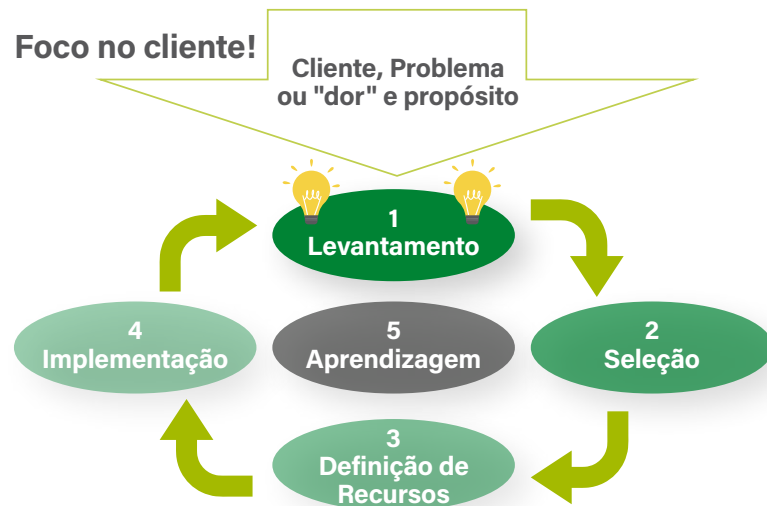 Foco no cliente!
Cliente, Problema
ou "dor" e propósito
1
Levantamento
4
Implementação
5
Aprendizagem
2
Seleção
3
Definição de
Recursos